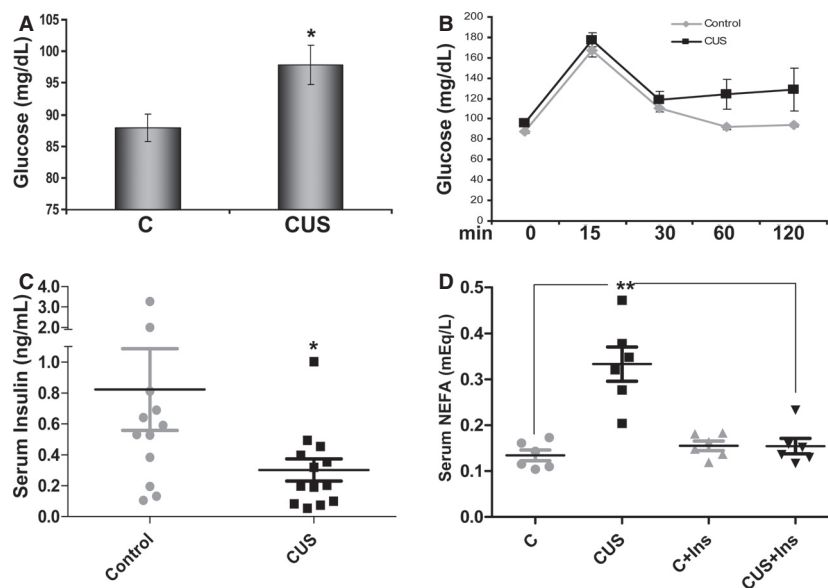 A
Glucose (mg/dL)
105
100
95
90
85
80
75
*
C
CUS
B
Glucose (mg/dL)
200
180
160
140
120
100
80
60
40
20
0
Control
CUS
min
0
15
30
60
120
C
Serum Insulin (ng/mL)
4.0
3.0
2.0
1.0
0.8
0.6
0.4
0.2
0.0
*
Control
CUS
D
Serum NEFA (mEq/L)
0.5
0.4
0.3
0.2
0.1
0.0
**
C
CUS
C+Ins
CUS+Ins